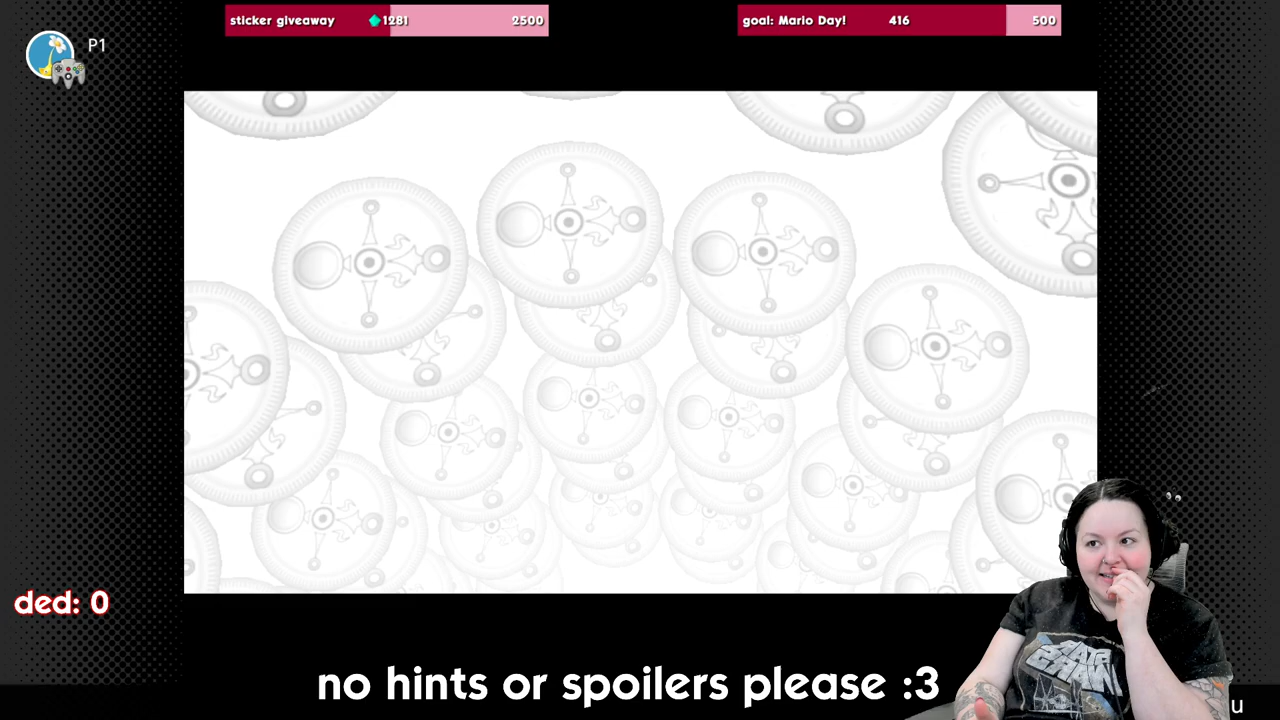 sticker giveaway 1281 2500
goal: Mario Day! 416 500
P1
ded: 0
no hints or spoilers please :3
u